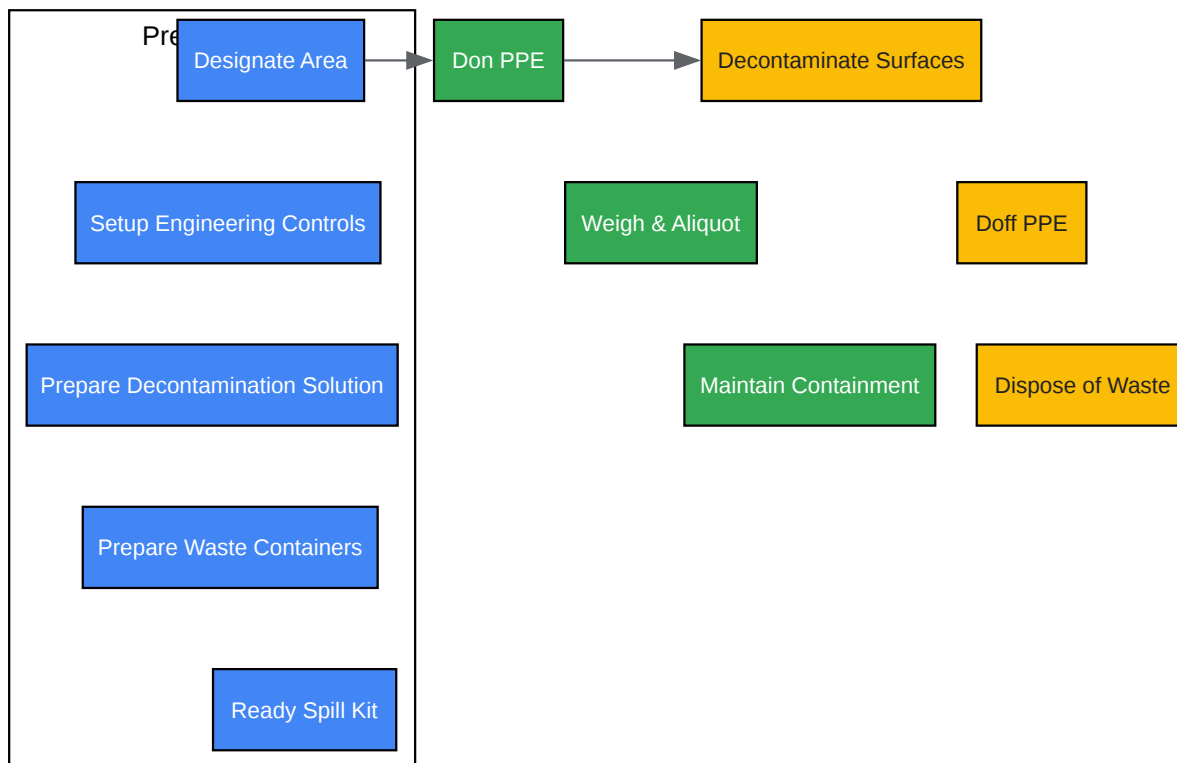 Designate Area
Don PPE
Decontaminate Surfaces
Setup Engineering Controls
Weigh & Aliquot
Doff PPE
Prepare Decontamination Solution
Maintain Containment
Dispose of Waste
Prepare Waste Containers
Ready Spill Kit